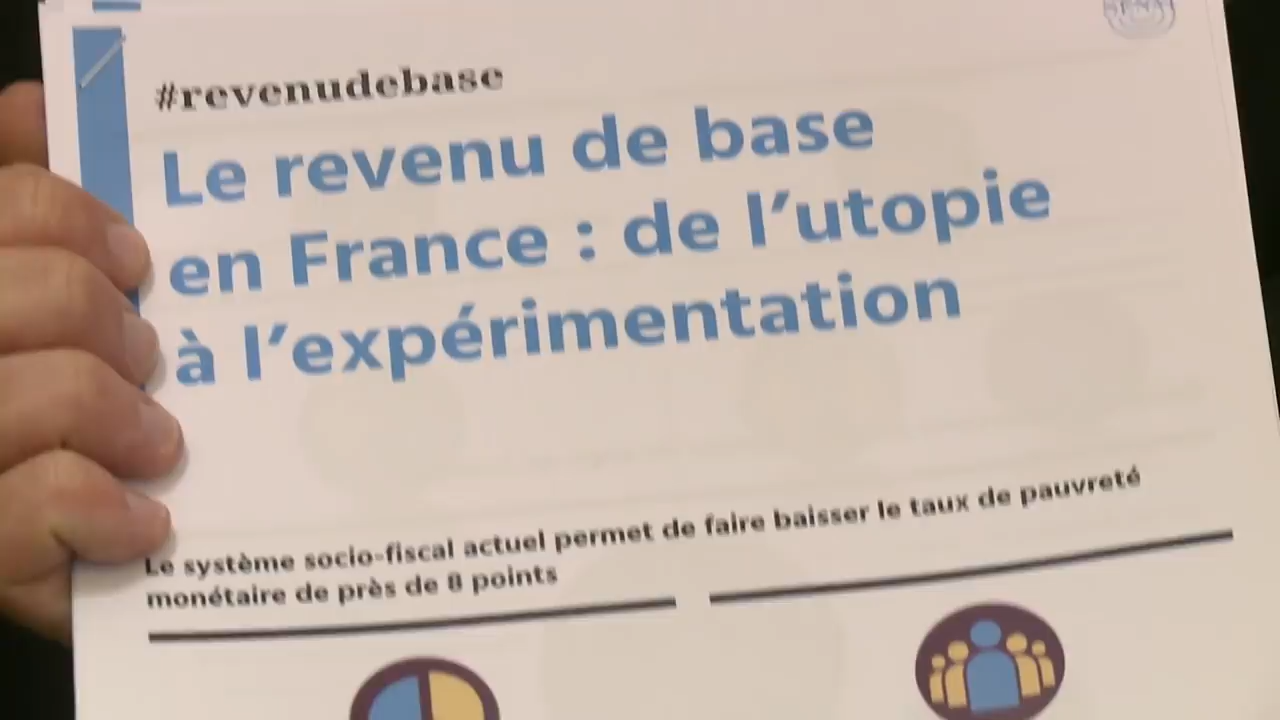 #revenudebase
Le revenu de base
en France : de l’utopie
à l’expérimentation
Le système socio-fiscal actuel permet de faire baisser le taux de pauvreté
monétaire de près de 8 points